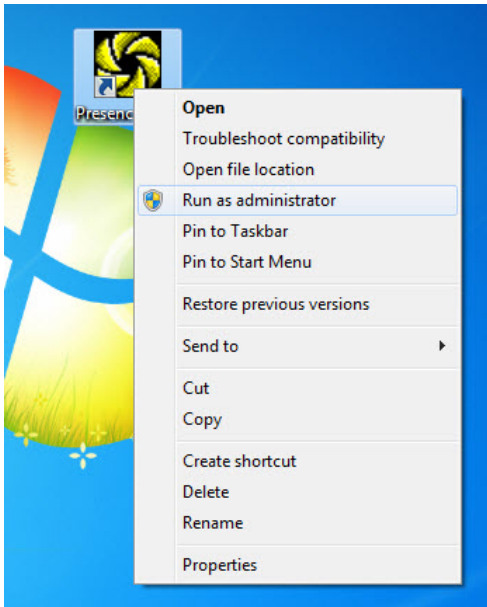 Presenc
Open
Troubleshoot compatibility
Open file location
Run as administrator
Pin to Taskbar
Pin to Start Menu
Restore previous versions
Send to
Cut
Copy
Create shortcut
Delete
Rename
Properties